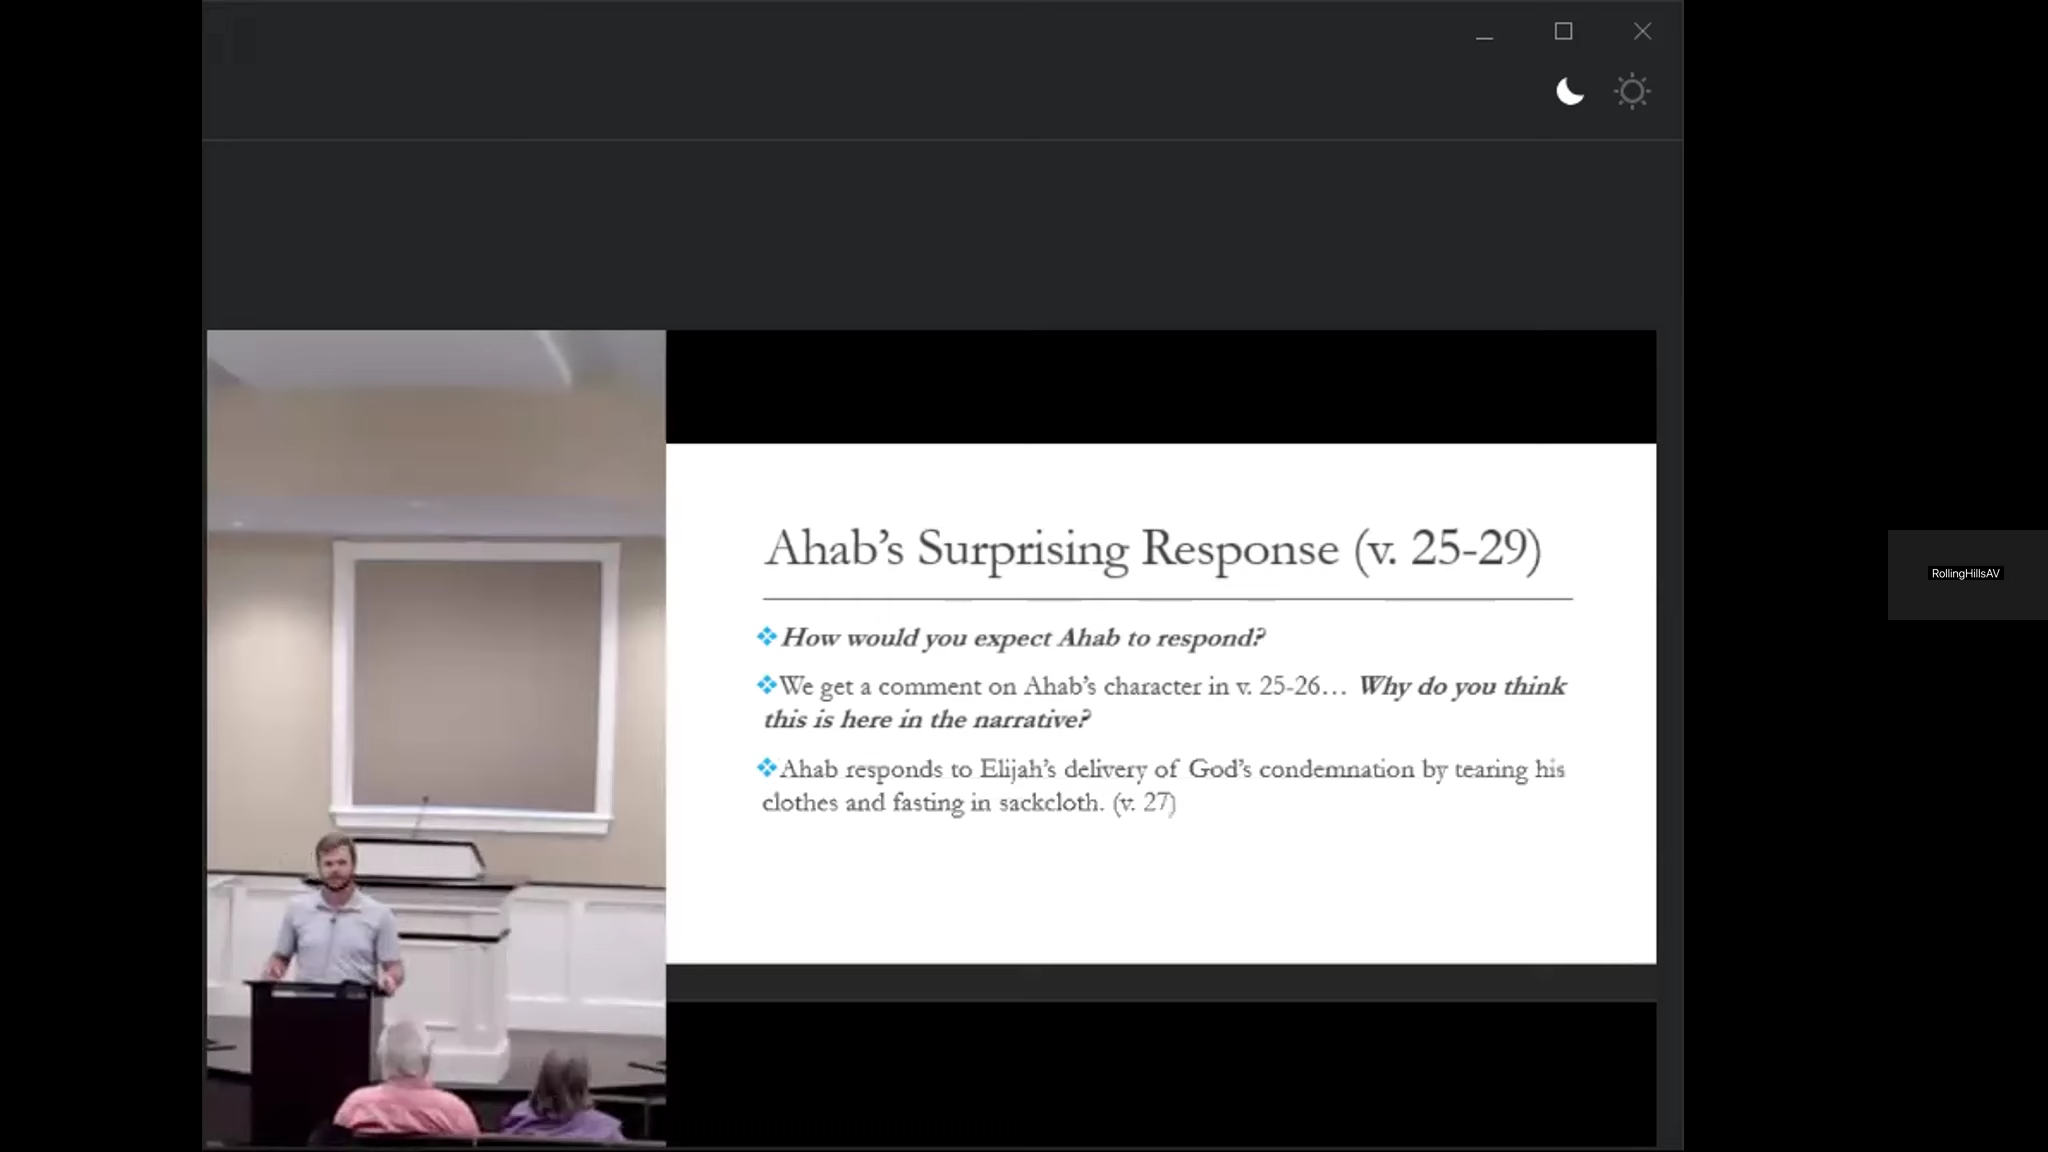 Ahab's Surprising Response (v. 25-29)
How would you expect Ahab to respond?
We get a comment on Ahab's character in v. 25-26… Why do you think
this is here in the narrative?
Ahab responds to Elijah's delivery of God's condemnation by tearing his
clothes and fasting in sackcloth. (v. 27)
RollingHillsAV